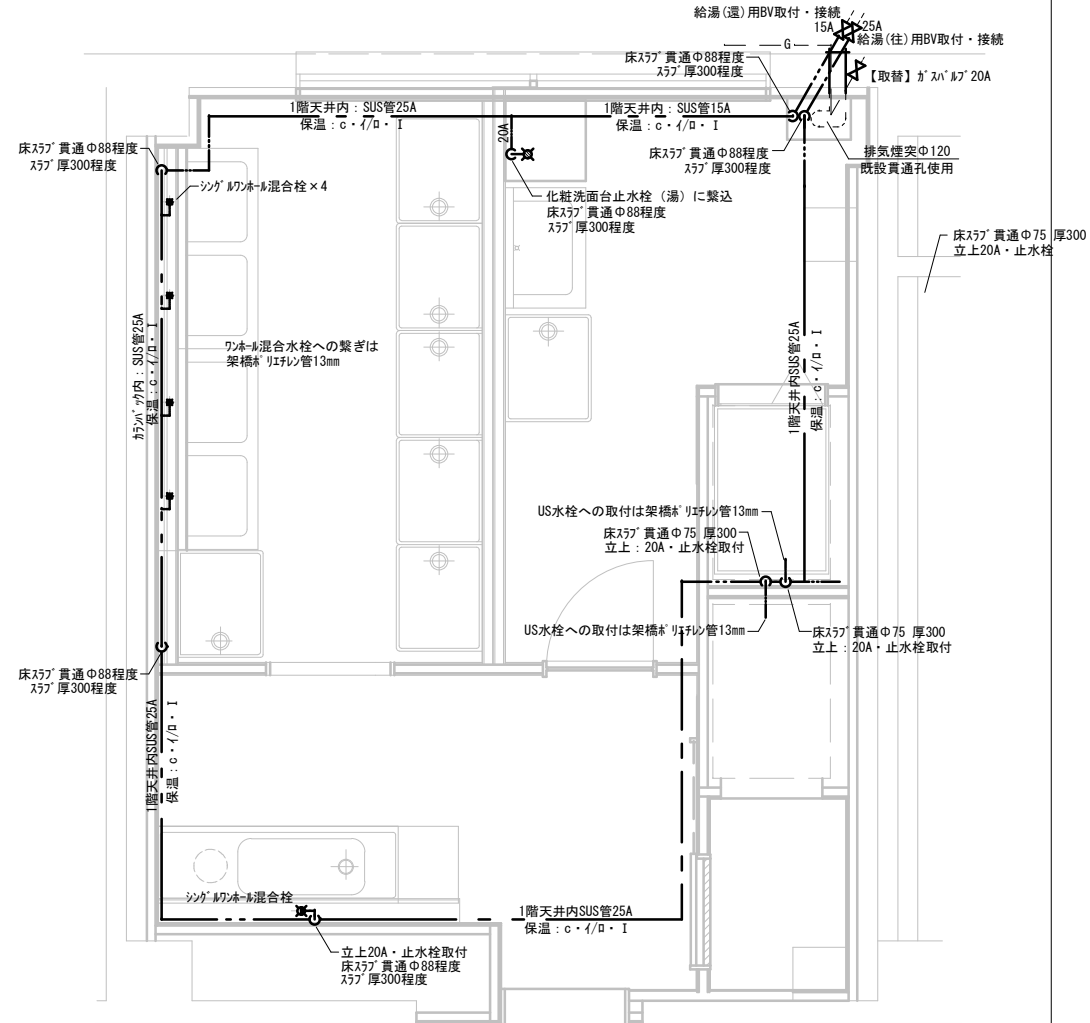 給湯(還)用BV取付・接続
15A
25A
給湯(往)用BV取付・接続
G
床ｽﾗﾌﾞ貫通Φ88程度
ｽﾗﾌﾞ厚300程度
【取替】ｶﾞｽﾊﾞﾙﾌﾞ20A
1階天井内：SUS管25A
保温：c・ｲ/ﾛ・Ⅰ
1階天井内：SUS管15A
保温：c・ｲ/ﾛ・Ⅰ
20A
床ｽﾗﾌﾞ貫通Φ88程度
ｽﾗﾌﾞ厚300程度
床ｽﾗﾌﾞ貫通Φ88程度
ｽﾗﾌﾞ厚300程度
排気煙突Φ120
既設貫通孔使用
ｼﾝｸﾞﾙﾜﾝﾎｰﾙ混合栓×4
化粧洗面台止水栓（湯）に繋込
床ｽﾗﾌﾞ貫通Φ88程度
ｽﾗﾌﾞ厚300程度
床ｽﾗﾌﾞ貫通Φ75 厚300
立上20A・止水栓
ﾜﾝﾎｰﾙ混合水栓への繋ぎは
架橋ﾎﾟﾘｴﾁﾚﾝ管13mm
ｶﾗﾝﾊﾞｯｸ内：SUS管25A
保温：c・ｲ/ﾛ・Ⅰ
1階天井内SUS管25A
保温：c・ｲ/ﾛ・Ⅰ
US水栓への取付は架橋ﾎﾟﾘｴﾁﾚﾝ管13mm
床ｽﾗﾌﾞ貫通Φ75 厚300
立上：20A・止水栓取付
US水栓への取付は架橋ﾎﾟﾘｴﾁﾚﾝ管13mm
床ｽﾗﾌﾞ貫通Φ75 厚300
立上：20A・止水栓取付
床ｽﾗﾌﾞ貫通Φ88程度
ｽﾗﾌﾞ厚300程度
1階天井内SUS管25A
保温：c・ｲ/ﾛ・Ⅰ
ｼﾝｸﾞﾙﾜﾝﾎｰﾙ混合栓
1階天井内SUS管25A
保温：c・ｲ/ﾛ・Ⅰ
立上20A・止水栓取付
床ｽﾗﾌﾞ貫通Φ88程度
ｽﾗﾌﾞ厚300程度